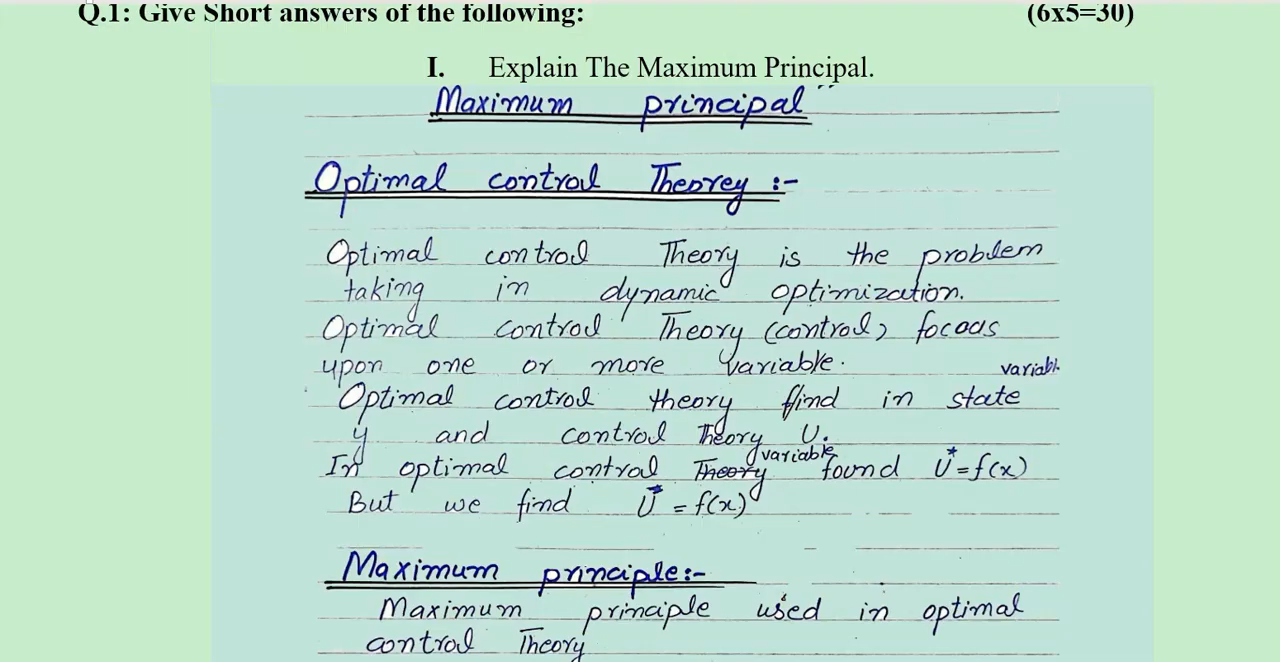 Q.1: Give Short answers of the following: (6x5=30)
I. Explain The Maximum Principal.
Maximum principal
Optimal control Theorey :-
Optimal control Theory is the problem
taking in dynamic optimization.
Optimal control Theory (control) focous
upon one or more variable.
variabl
Optimal control theory find in state
y and control Theory U.
variable
In optimal control Theory found U* = f(x)
But we find U* = f(x)
Maximum principle:-
Maximum principle used in optimal
control Theory